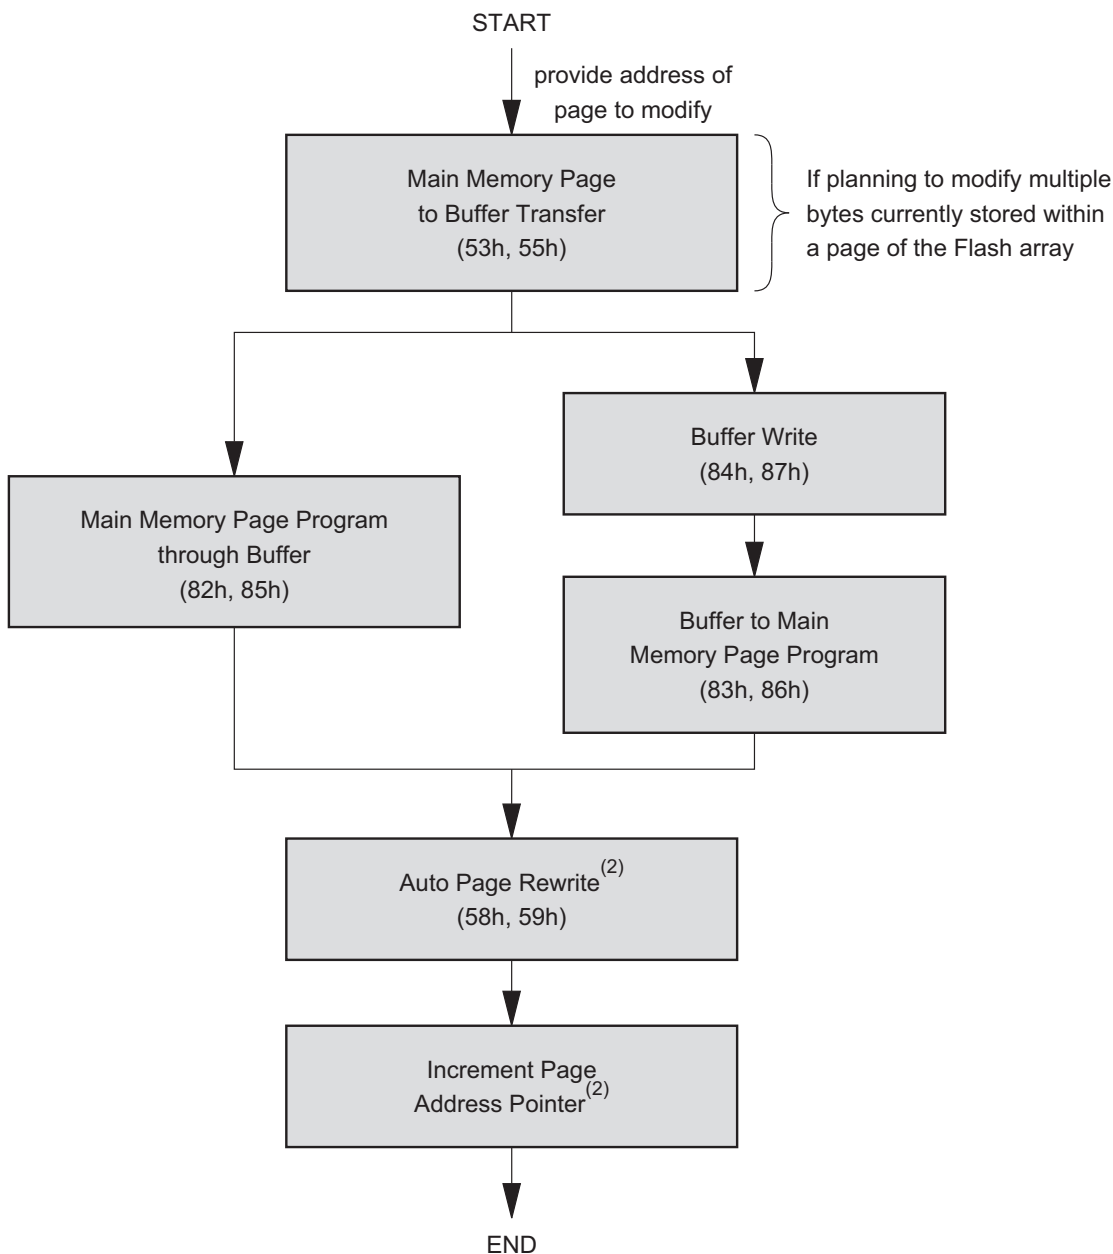 START
provide address of
page to modify
Main Memory Page
to Buffer Transfer
(53h, 55h)
If planning to modify multiple
bytes currently stored within
a page of the Flash array
Buffer Write
(84h, 87h)
Main Memory Page Program
through Buffer
(82h, 85h)
Buffer to Main
Memory Page Program
(83h, 86h)
Auto Page Rewrite(2)
(58h, 59h)
Increment Page
Address Pointer(2)
END